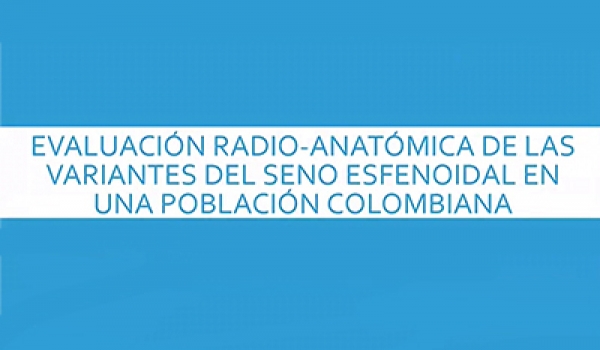 EVALUACIÓN RADIO-ANATÓMICA DE LAS
VARIANTES DEL SENO ESFENOIDAL EN
UNA POBLACIÓN COLOMBIANA